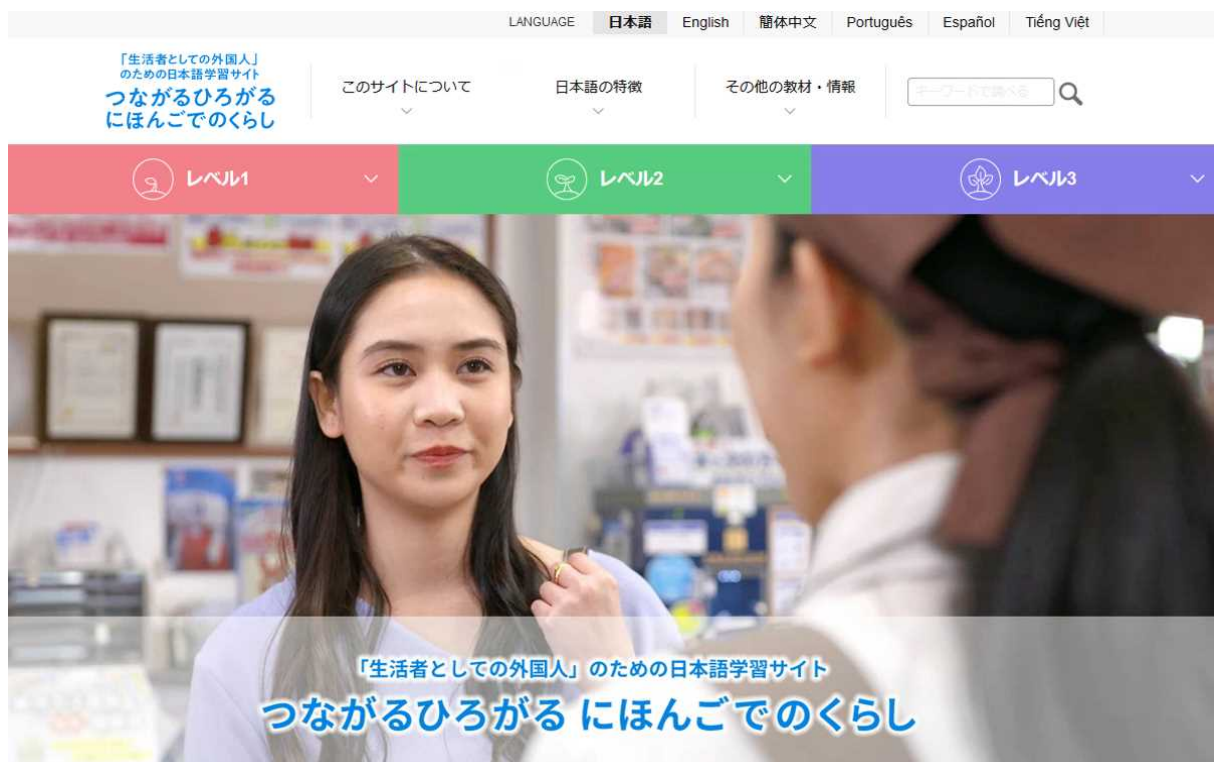 LANGUAGE 日本語 English 簡体中文 Português Español Tiếng Việt
「生活者としての外国人」
のための日本語学習サイト
つながるひろがる
にほんごでのくらし
このサイトについて 日本語の特徴 その他の教材・情報 キーワードで調べる
レベル1 レベル2 レベル3
「生活者としての外国人」のための日本語学習サイト
つながるひろがる にほんごでのくらし